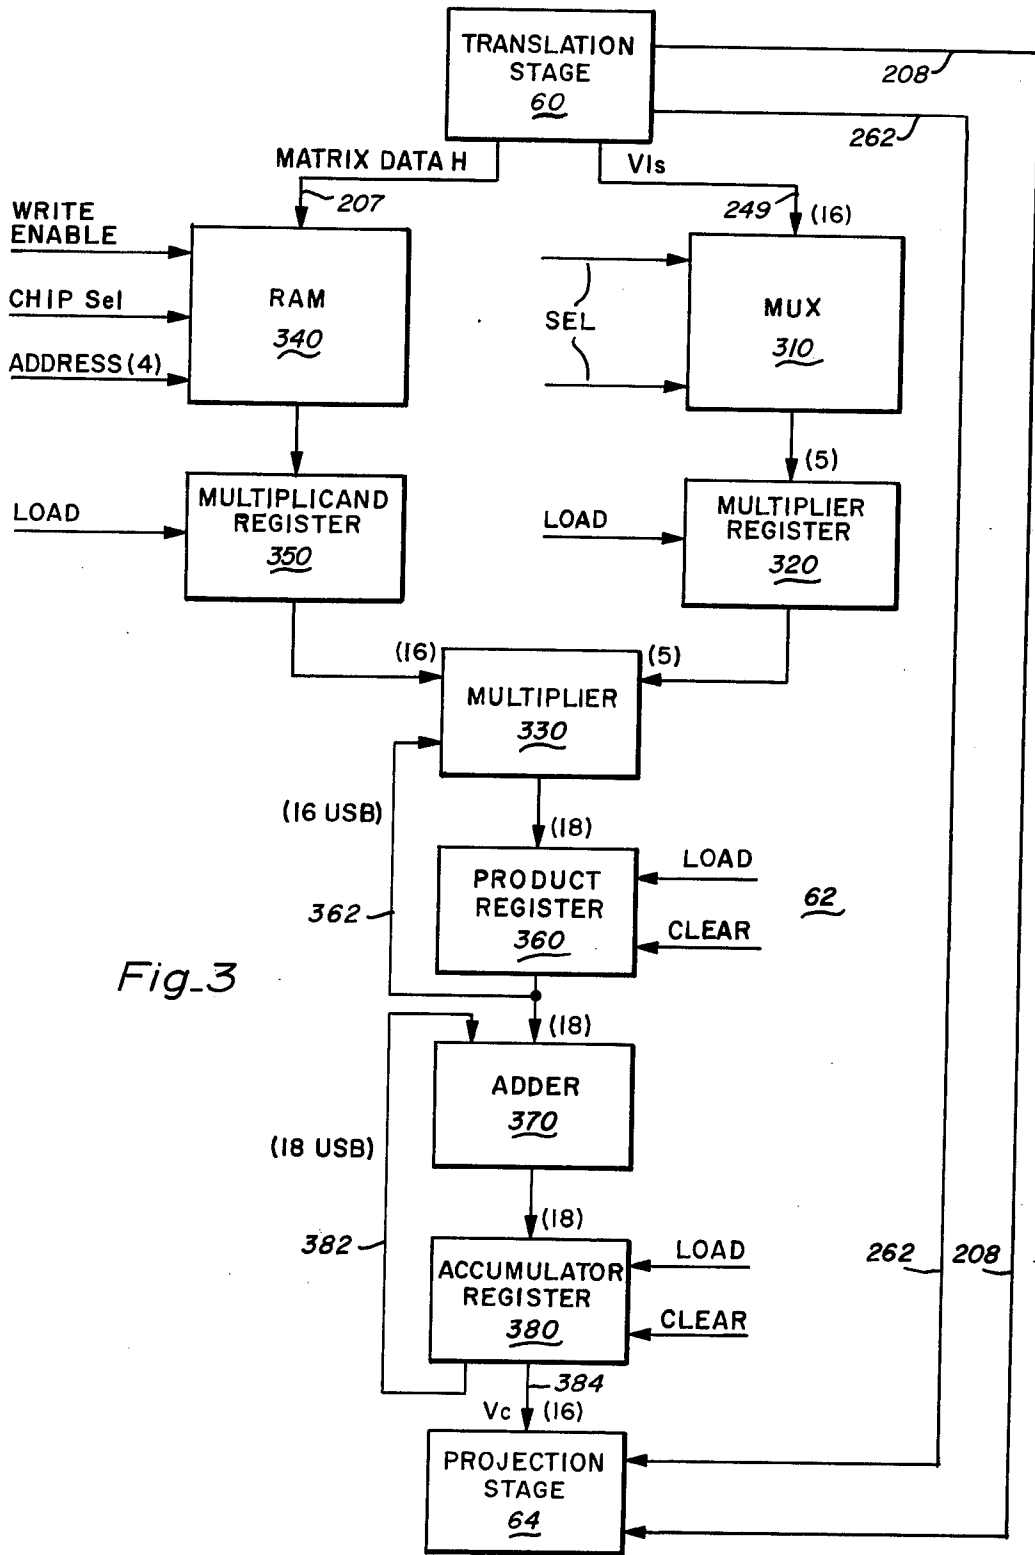 TRANSLATION
STAGE
60
208
262
MATRIX DATA H
VIs
207
249
(16)
WRITE
ENABLE
CHIP Sel
ADDRESS (4)
RAM
340
SEL
MUX
310
(5)
LOAD
MULTIPLICAND
REGISTER
350
LOAD
MULTIPLIER
REGISTER
320
(16)
(5)
MULTIPLIER
330
(16 USB)
(18)
362
PRODUCT
REGISTER
360
LOAD
CLEAR
62
Fig_3
(18)
ADDER
370
(18 USB)
(18)
382
ACCUMULATOR
REGISTER
380
LOAD
CLEAR
262
208
384
Vc
(16)
PROJECTION
STAGE
64